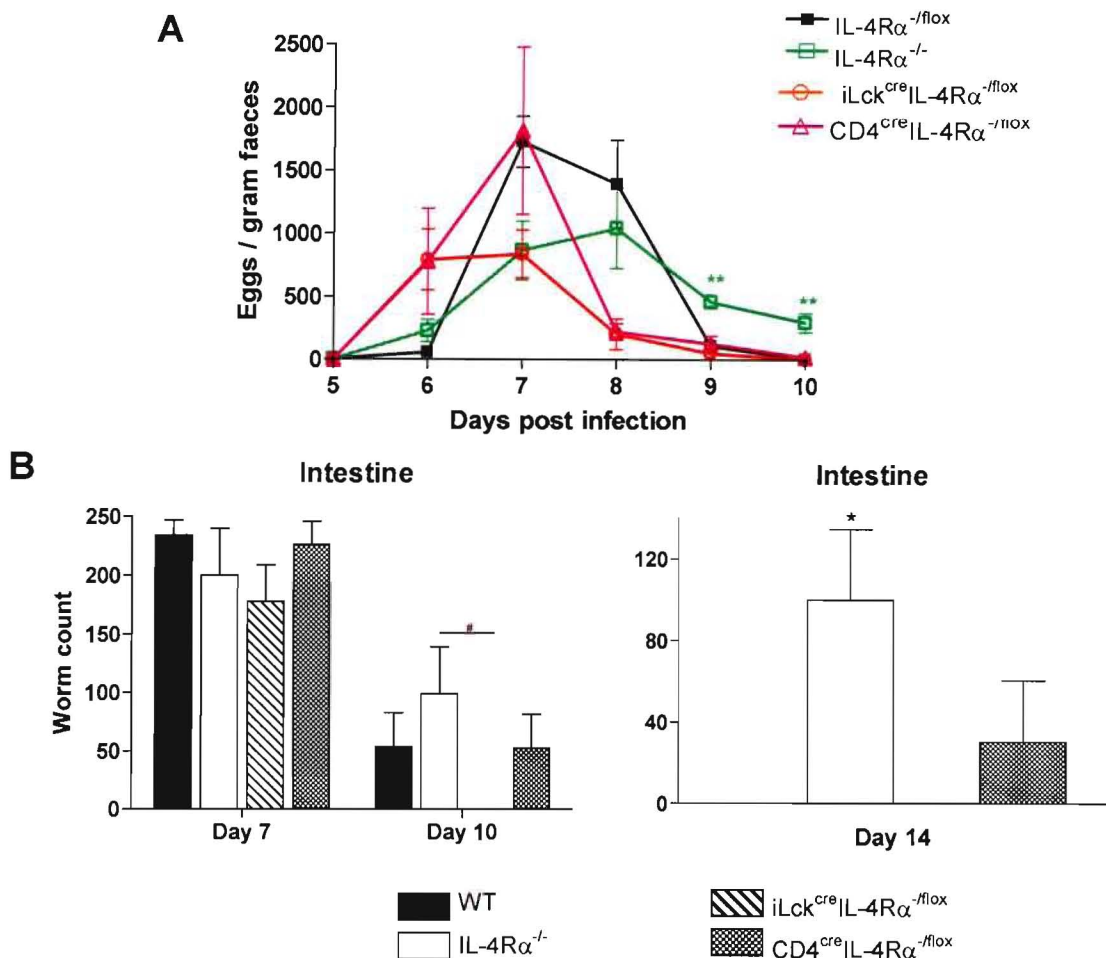 A
IL-4Rα-/flox
IL-4Rα-/-
iLckcreIL-4Rα-/flox
CD4creIL-4Rα-/flox
Eggs / gram faeces
2500
2000
1500
1000
500
0
** **
5 6 7 8 9 10
Days post infection
B
Intestine
Intestine
Worm count
250
200
150
100
50
0
#
Day 7 Day 10
*
120
80
40
0
Day 14
WT
IL-4Rα-/-
iLckcreIL-4Rα-/flox
CD4creIL-4Rα-/flox